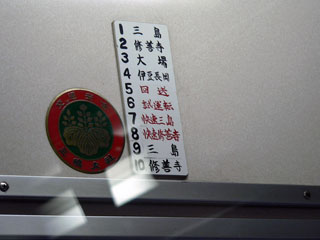 1 三島
2 修善寺
3 大場
4 伊豆長岡
5 回送
6 試運転
7 快速三島
8 快速修善寺
9 三島
10 修善寺